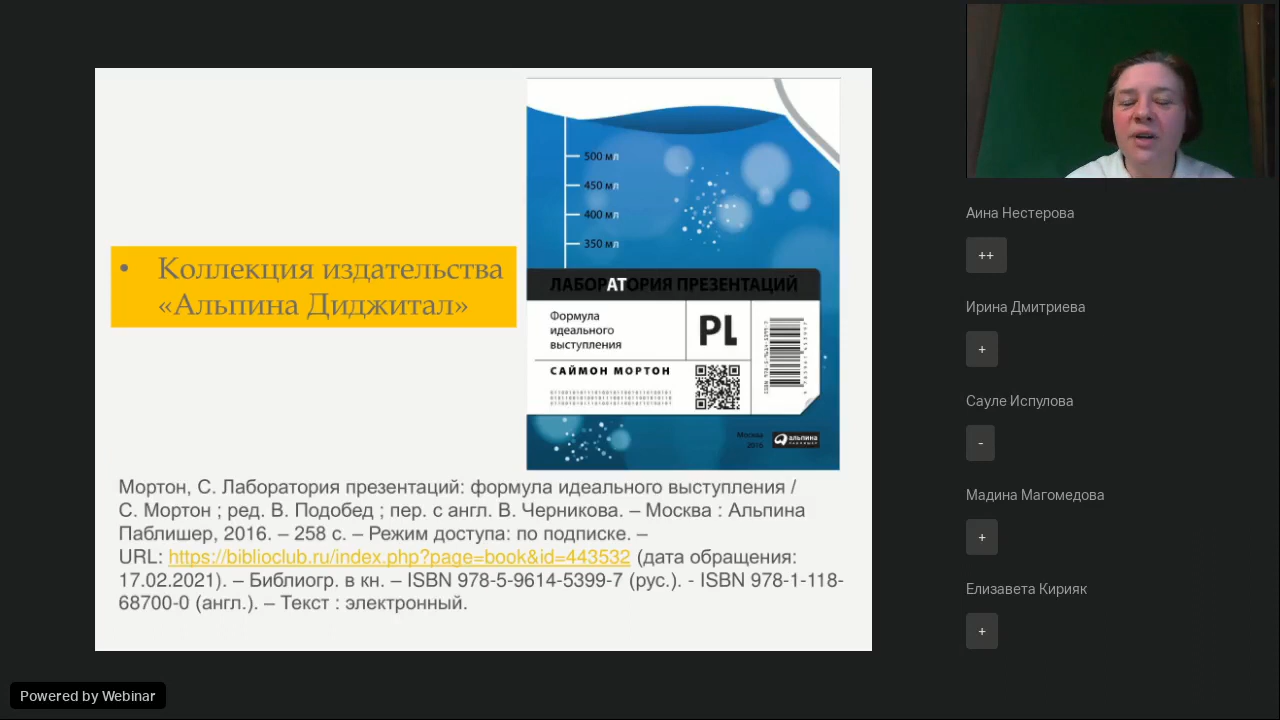 500 мл
450 мл
400 мл
350 мл
ЛАБОРАТОРИЯ ПРЕЗЕНТАЦИЙ
Формула
идеального
выступления
PL
САЙМОН МОРТОН
Москва
2016
альпина
• Коллекция издательства
«Альпина Диджитал»
Мортон, С. Лаборатория презентаций: формула идеального выступления /
С. Мортон ; ред. В. Подобед ; пер. с англ. В. Черникова. – Москва : Альпина
Паблишер, 2016. – 258 с. – Режим доступа: по подписке. –
URL: https://biblioclub.ru/index.php?page=book&id=443532 (дата обращения:
17.02.2021). – Библиогр. в кн. – ISBN 978-5-9614-5399-7 (рус.). - ISBN 978-1-118-
68700-0 (англ.). – Текст : электронный.
Аина Нестерова
++
Ирина Дмитриева
+
Сауле Испулова
-
Мадина Магомедова
+
Елизавета Кирияк
+
Powered by Webinar